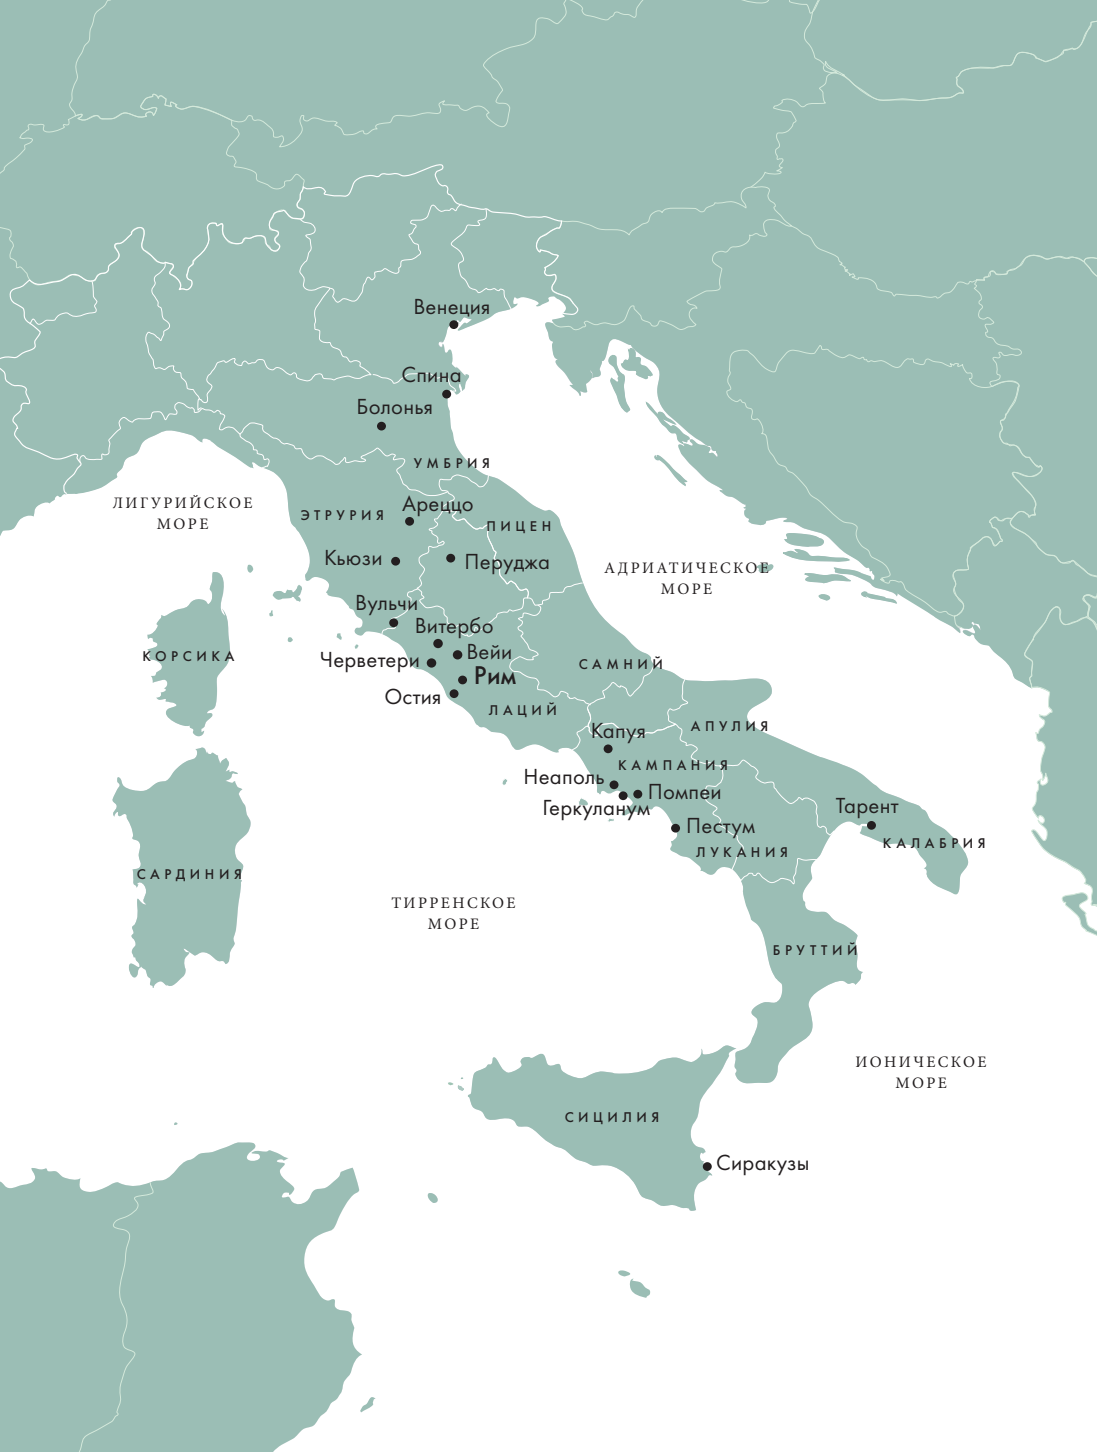 Венеция
Спина
Болонья
УМБРИЯ
ЛИГУРИЙСКОЕ
МОРЕ
Ареццо
ЭТРУРИЯ
ПИЦЕН
Кьюзи
Перуджа
АДРИАТИЧЕСКОЕ
МОРЕ
Вульчи
Витербо
КОРСИКА
Черветери
Вейи
САМНИЙ
Рим
Остия
ЛАЦИЙ
АПУЛИЯ
Капуя
КАМПАНИЯ
Неаполь
Помпеи
Геркуланум
Тарент
Пестум
КАЛАБРИЯ
ЛУКАНИЯ
САРДИНИЯ
ТИРРЕНСКОЕ
МОРЕ
БРУТТИЙ
ИОНИЧЕСКОЕ
МОРЕ
СИЦИЛИЯ
Сиракузы